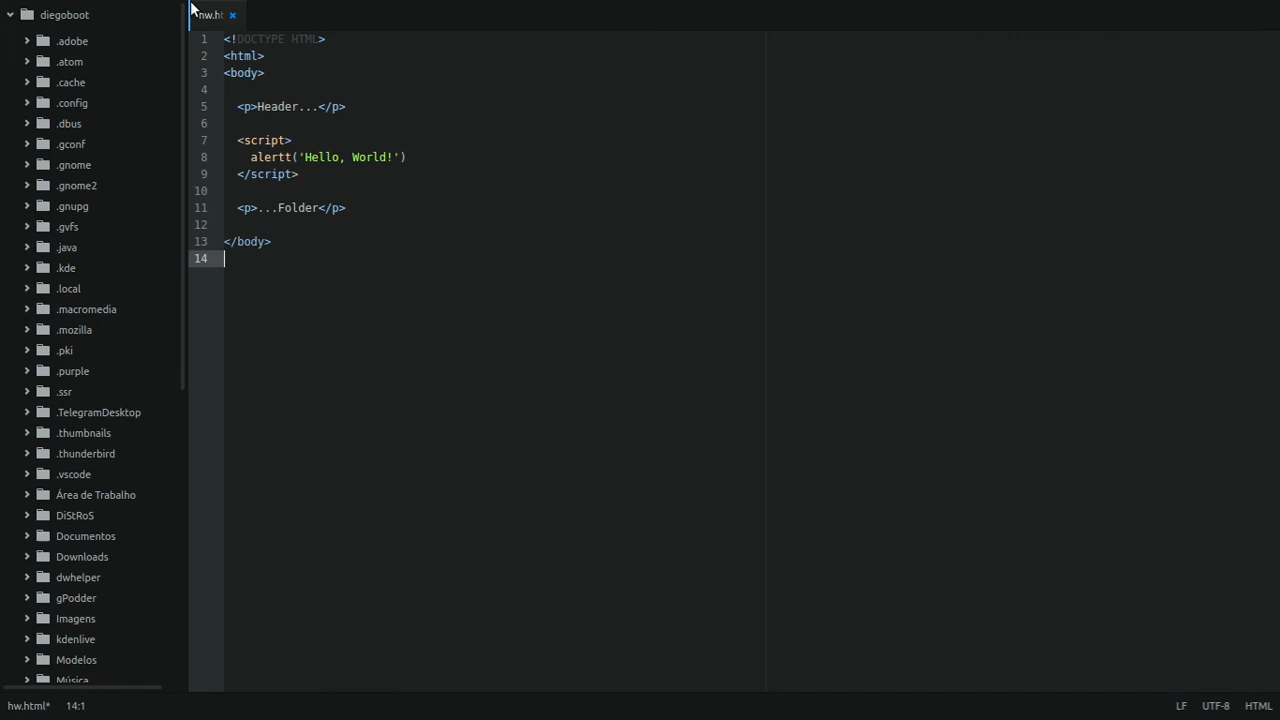 diegoboot
.adobe
.atom
.cache
.config
.dbus
.gconf
.gnome
.gnome2
.gnupg
.gvfs
.java
.kde
.local
.macromedia
.mozilla
.pki
.purple
.ssr
.TelegramDesktop
.thumbnails
.thunderbird
.vscode
Área de Trabalho
DiStRoS
Documentos
Downloads
dwhelper
gPodder
Imagens
kdenlive
Modelos
Música
hw.ht
1 <!DOCTYPE HTML>
2 <html>
3 <body>
4
5 <p>Header...</p>
6
7 <script>
8 alertt('Hello, World!')
9 </script>
10
11 <p>...Folder</p>
12
13 </body>
14
hw.html* 14:1 LF UTF-8 HTML